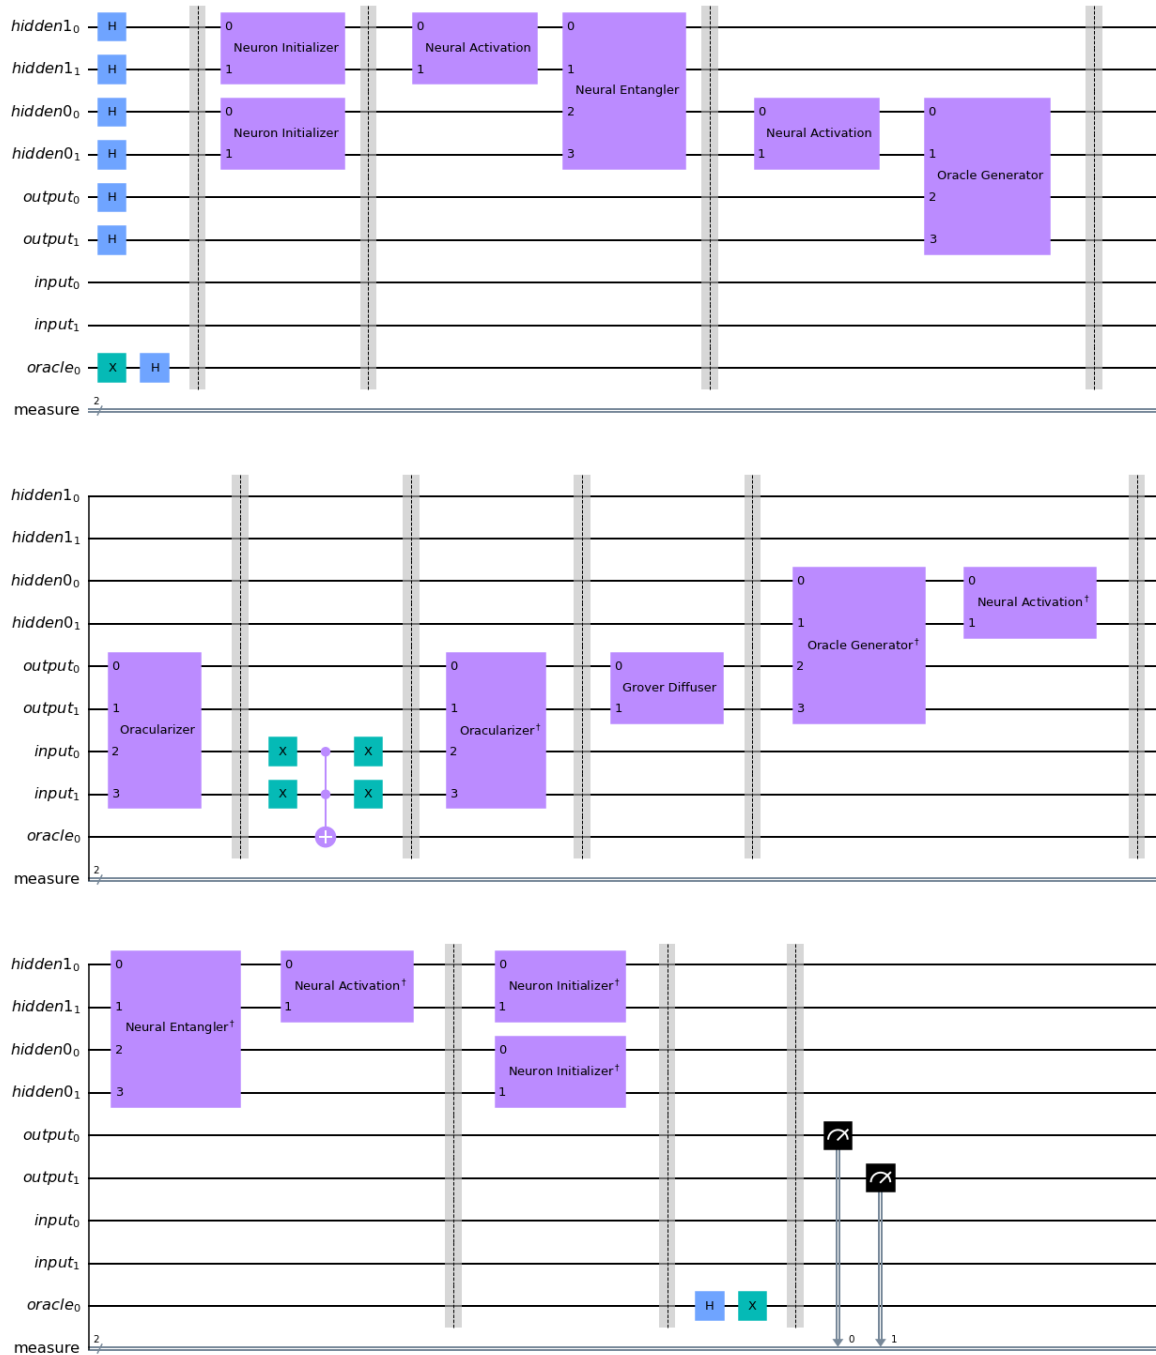 hidden1₀ H 0 Neuron Initializer 0 Neural Activation 0
hidden1₁ H 1 1 1
Neural Entangler
hidden0₀ H 0 Neuron Initializer 2 0 Neural Activation 0
hidden0₁ H 1 3 1 1
Oracle Generator
output₀ H 2
output₁ H 3
input₀
input₁
oracle₀ X H
measure 2
hidden1₀
hidden1₁
hidden0₀ 0 0 Neural Activation†
hidden0₁ 1 1
Oracle Generator†
output₀ 0 0 0 Grover Diffuser 2
output₁ 1 1 1 3
Oracularizer Oracularizer†
input₀ 2 X X 2
input₁ 3 X X 3
oracle₀
measure 2
hidden1₀ 0 0 Neural Activation† 0 Neuron Initializer†
hidden1₁ 1 1 1
Neural Entangler†
hidden0₀ 2 0 Neuron Initializer†
hidden0₁ 3 1
output₀
output₁
input₀
input₁
oracle₀ H X
measure 2 0 1